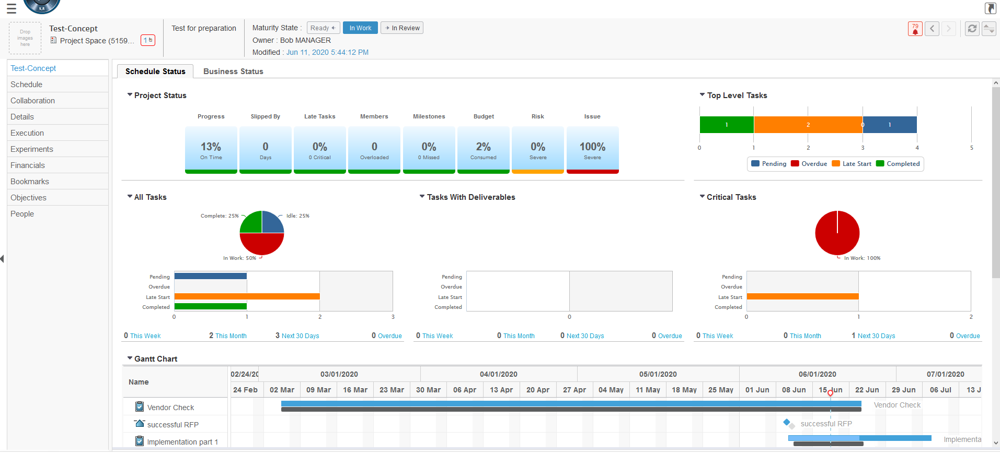 V.R
Drop
images
here
Test-Concept
Project Space (5159...
1
Test for preparation
Maturity State :
Ready
In Work
In Review
Owner : Bob MANAGER
Modified : Jun 11, 2020 5:44:12 PM
79
Test-Concept
Schedule
Collaboration
Details
Execution
Experiments
Financials
Bookmarks
Objectives
People
Schedule Status
Business Status
Project Status
Progress
Slipped By
Late Tasks
Members
Milestones
Budget
Risk
Issue
13%
On Time
0
Days
0%
0 Critical
0
Overloaded
0%
0 Missed
2%
Consumed
0%
Severe
100%
Severe
Top Level Tasks
1 2 0 1
0 1 2 3 4 5
Pending Overdue Late Start Completed
All Tasks
Complete: 25%
Idle: 25%
In Work: 50%
Pending
Overdue
Late Start
Completed
0 1 2 3
0 This Week 2 This Month 3 Next 30 Days 0 Overdue
Tasks With Deliverables
Pending
Overdue
Late Start
Completed
0
0 This Week 0 This Month 0 Next 30 Days 0 Overdue
Critical Tasks
In Work: 100%
Pending
Overdue
Late Start
Completed
0 1 2
0 This Week 0 This Month 1 Next 30 Days 0 Overdue
Gantt Chart
Name
02/24/20 03/01/2020 04/01/2020 05/01/2020 06/01/2020 07/01/2020
24 Feb 02 Mar 09 Mar 16 Mar 23 Mar 30 Mar 06 Apr 13 Apr 20 Apr 27 Apr 04 May 11 May 18 May 25 May 01 Jun 08 Jun 15 Jun 22 Jun 29 Jun 06 Jul 13 J
Vendor Check
Vendor Check
successful RFP
successful RFP
Implementation part 1
Implementa